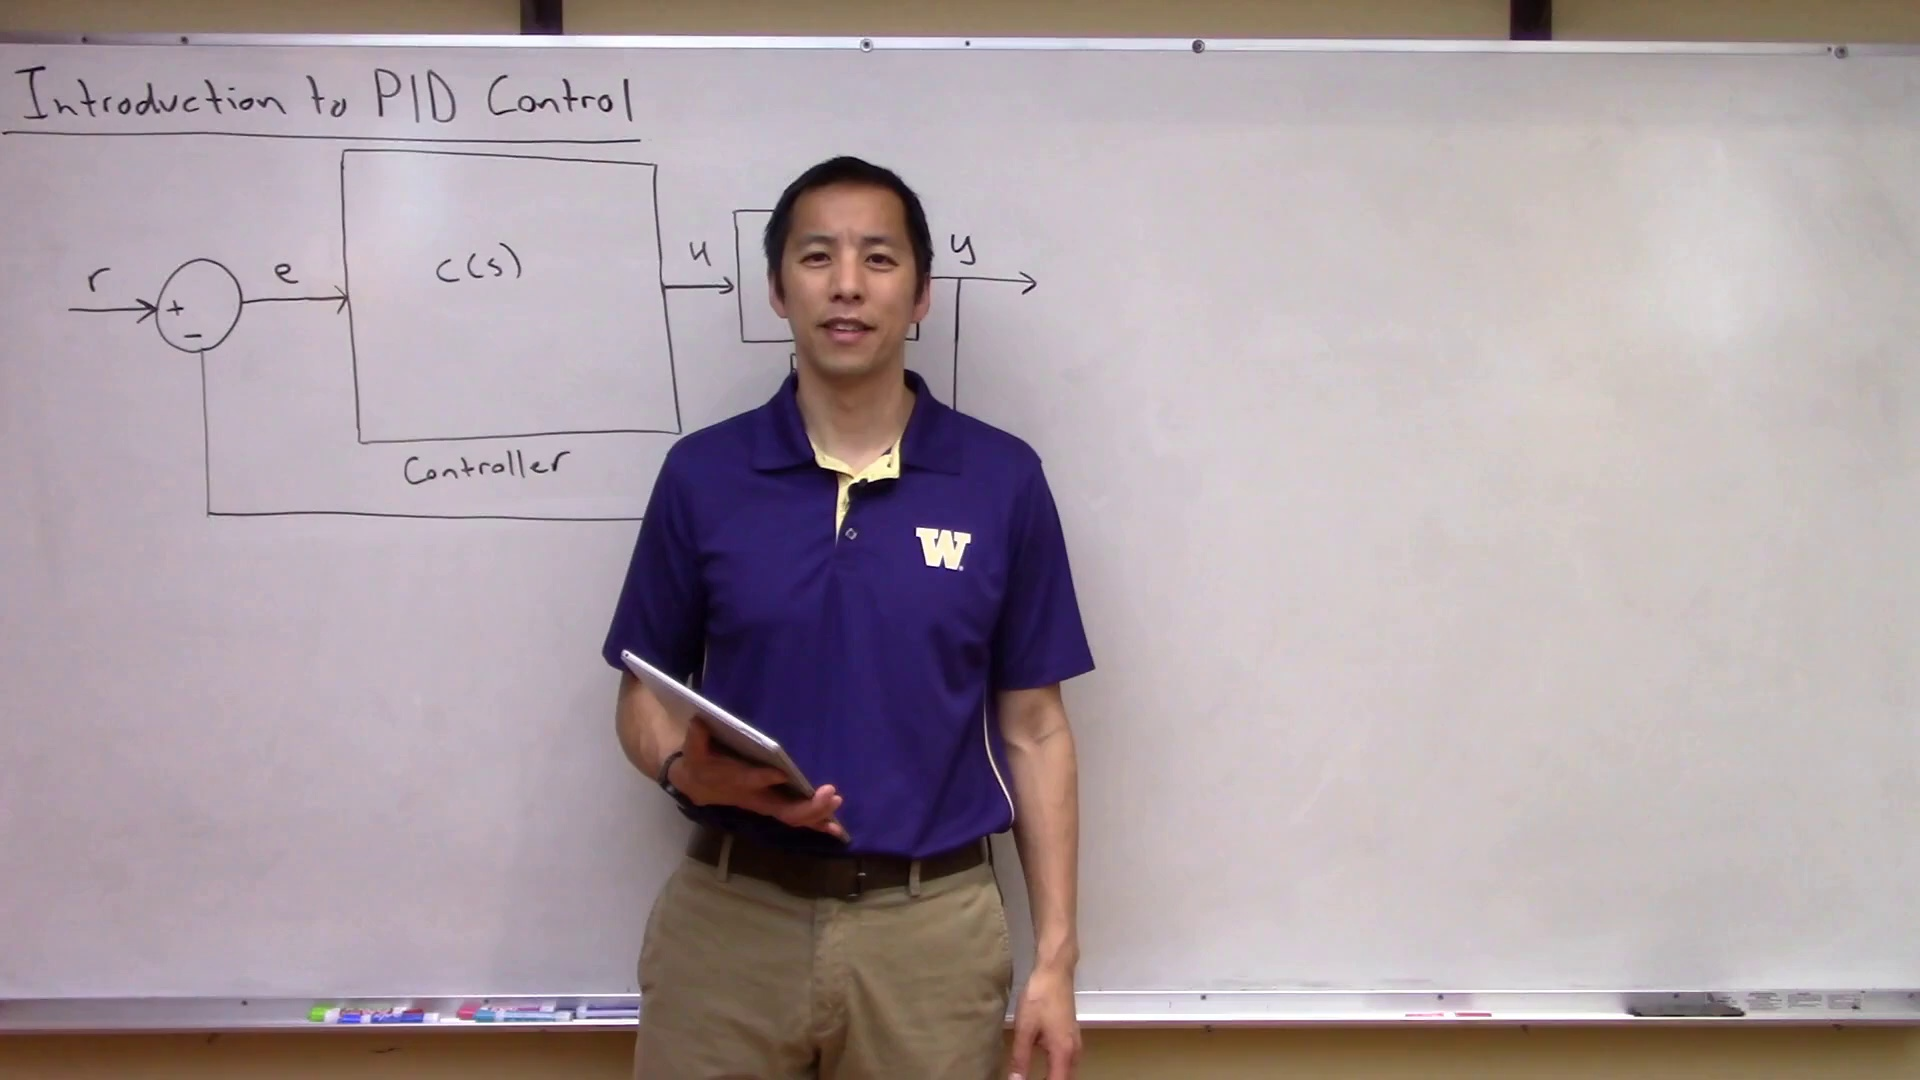 Introduction to PID Control
r
+
-
e
C(s)
u
y
Controller
W